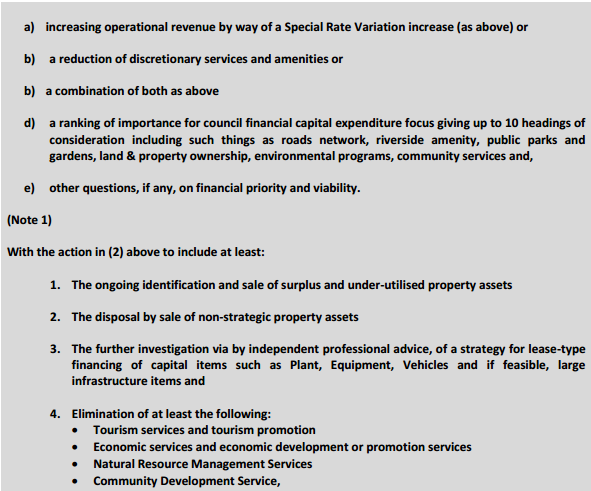 a) increasing operational revenue by way of a Special Rate Variation increase (as above) or
b) a reduction of discretionary services and amenities or
b) a combination of both as above
d) a ranking of importance for council financial capital expenditure focus giving up to 10 headings of
consideration including such things as roads network, riverside amenity, public parks and
gardens, land & property ownership, environmental programs, community services and,
e) other questions, if any, on financial priority and viability.
(Note 1)
With the action in (2) above to include at least:
1. The ongoing identification and sale of surplus and under-utilised property assets
2. The disposal by sale of non-strategic property assets
3. The further investigation via by independent professional advice, of a strategy for lease-type
financing of capital items such as Plant, Equipment, Vehicles and if feasible, large
infrastructure items and
4. Elimination of at least the following:
• Tourism services and tourism promotion
• Economic services and economic development or promotion services
• Natural Resource Management Services
• Community Development Service,